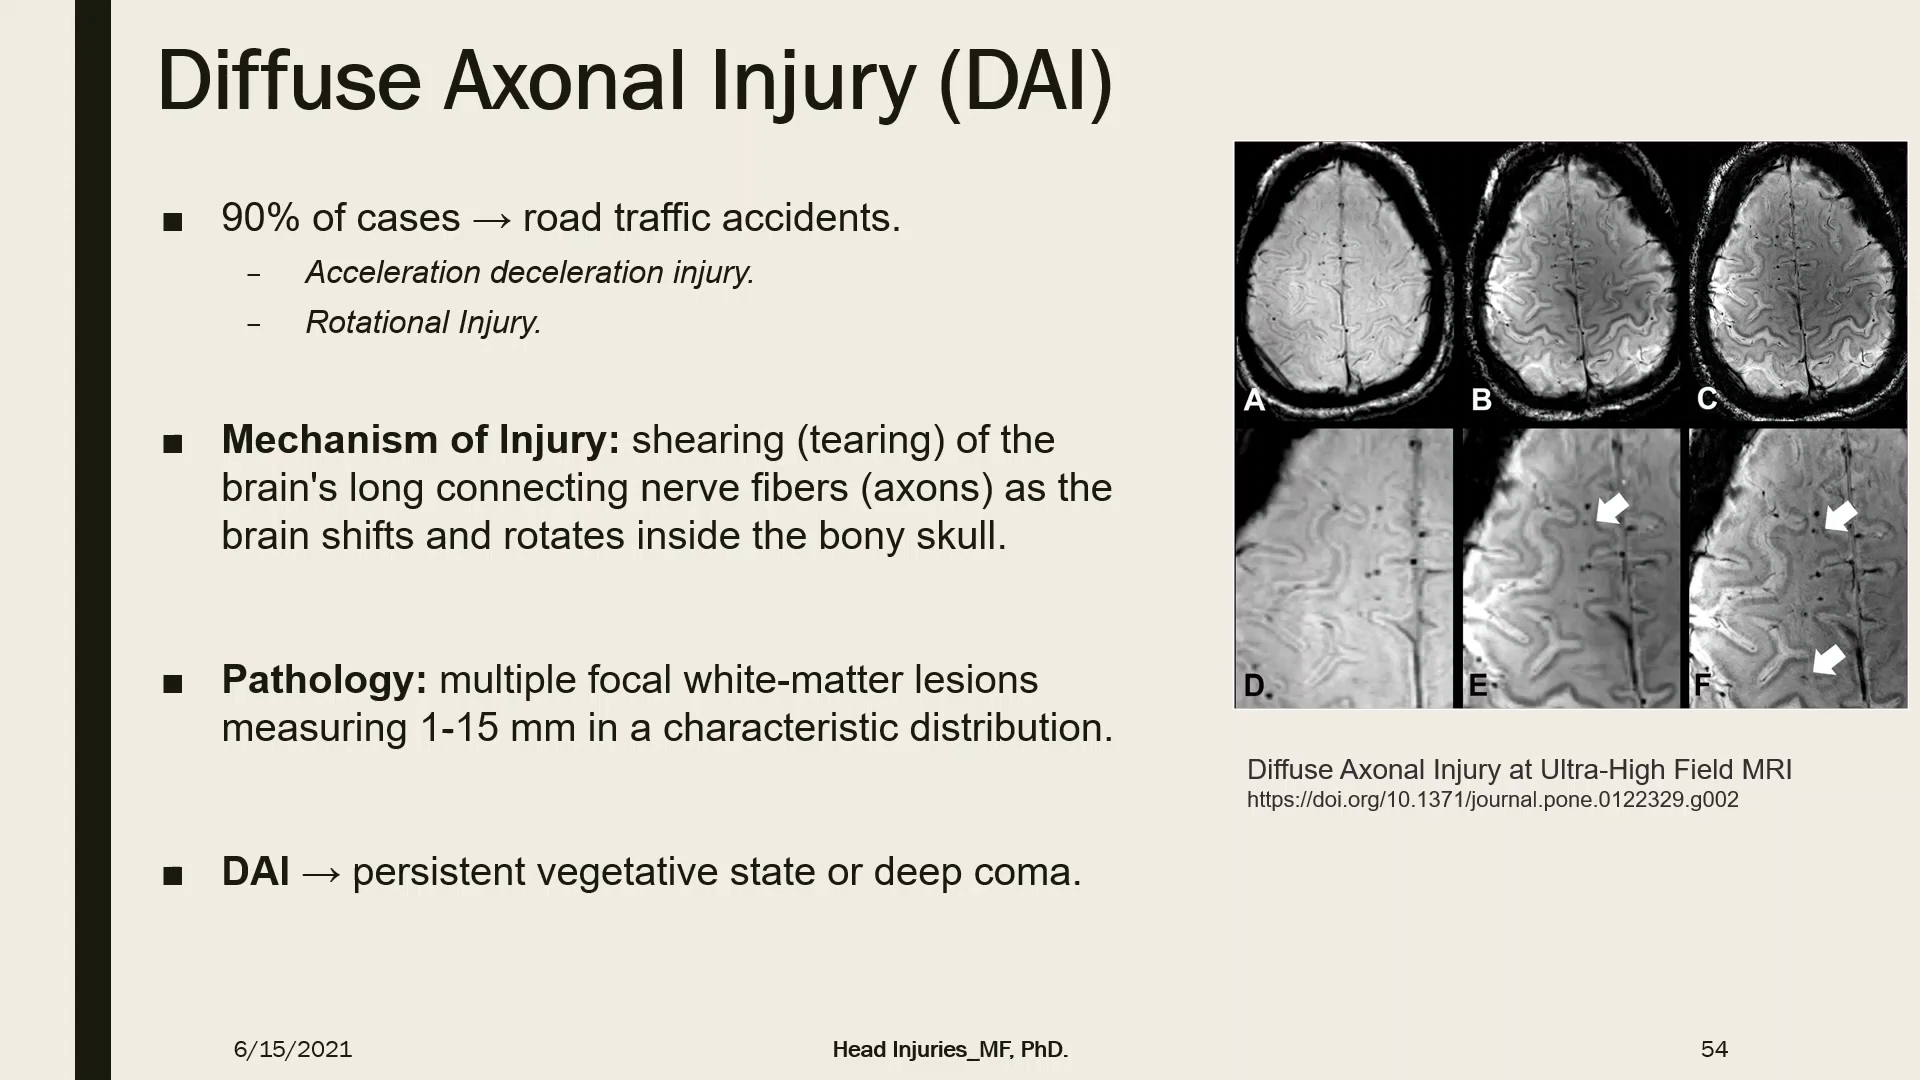 Diffuse Axonal Injury (DAI)
■ 90% of cases → road traffic accidents.
– Acceleration deceleration injury.
– Rotational Injury.
■ Mechanism of Injury: shearing (tearing) of the
brain's long connecting nerve fibers (axons) as the
brain shifts and rotates inside the bony skull.
■ Pathology: multiple focal white-matter lesions
measuring 1-15 mm in a characteristic distribution.
■ DAI → persistent vegetative state or deep coma.
A B C
D E F
Diffuse Axonal Injury at Ultra-High Field MRI
https://doi.org/10.1371/journal.pone.0122329.g002
6/15/2021 Head Injuries_MF, PhD. 54